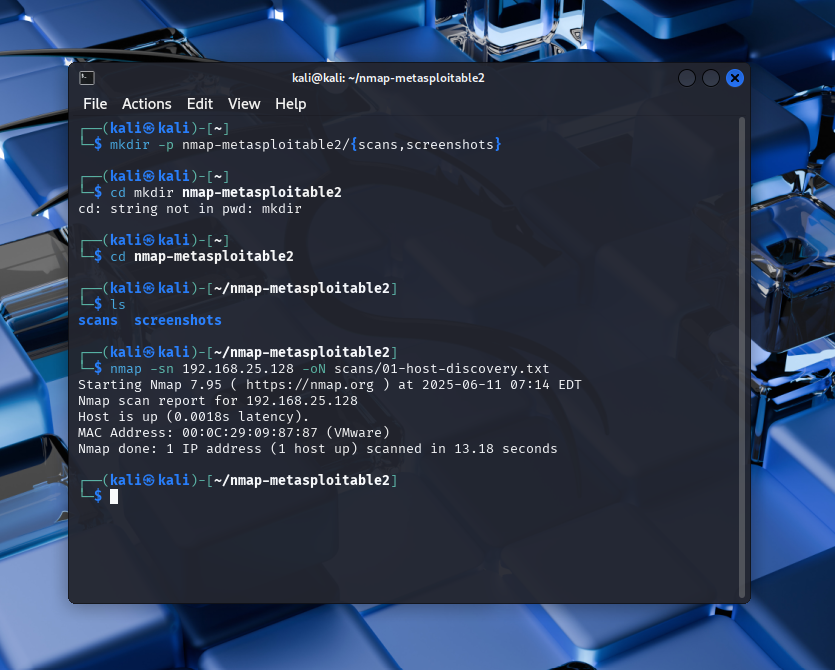 kali@kali: ~/nmap-metasploitable2
File Actions Edit View Help
┌──(kali㉿kali)-[~]
└─$ mkdir -p nmap-metasploitable2/{scans,screenshots}
┌──(kali㉿kali)-[~]
└─$ cd mkdir nmap-metasploitable2
cd: string not in pwd: mkdir
┌──(kali㉿kali)-[~]
└─$ cd nmap-metasploitable2
┌──(kali㉿kali)-[~/nmap-metasploitable2]
└─$ ls
scans screenshots
┌──(kali㉿kali)-[~/nmap-metasploitable2]
└─$ nmap -sn 192.168.25.128 -oN scans/01-host-discovery.txt
Starting Nmap 7.95 ( https://nmap.org ) at 2025-06-11 07:14 EDT
Nmap scan report for 192.168.25.128
Host is up (0.0018s latency).
MAC Address: 00:0C:29:09:87:87 (VMware)
Nmap done: 1 IP address (1 host up) scanned in 13.18 seconds
┌──(kali㉿kali)-[~/nmap-metasploitable2]
└─$